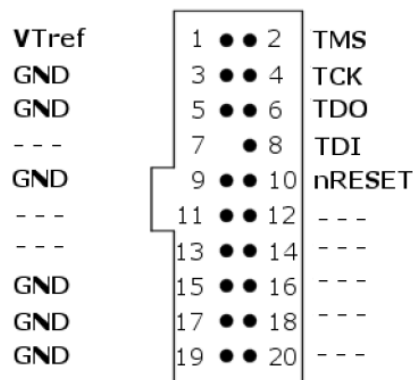 VTref 1 2 TMS
GND 3 4 TCK
GND 5 6 TDO
--- 7 8 TDI
GND 9 10 nRESET
--- 11 12 ---
--- 13 14 ---
GND 15 16 ---
GND 17 18 ---
GND 19 20 ---